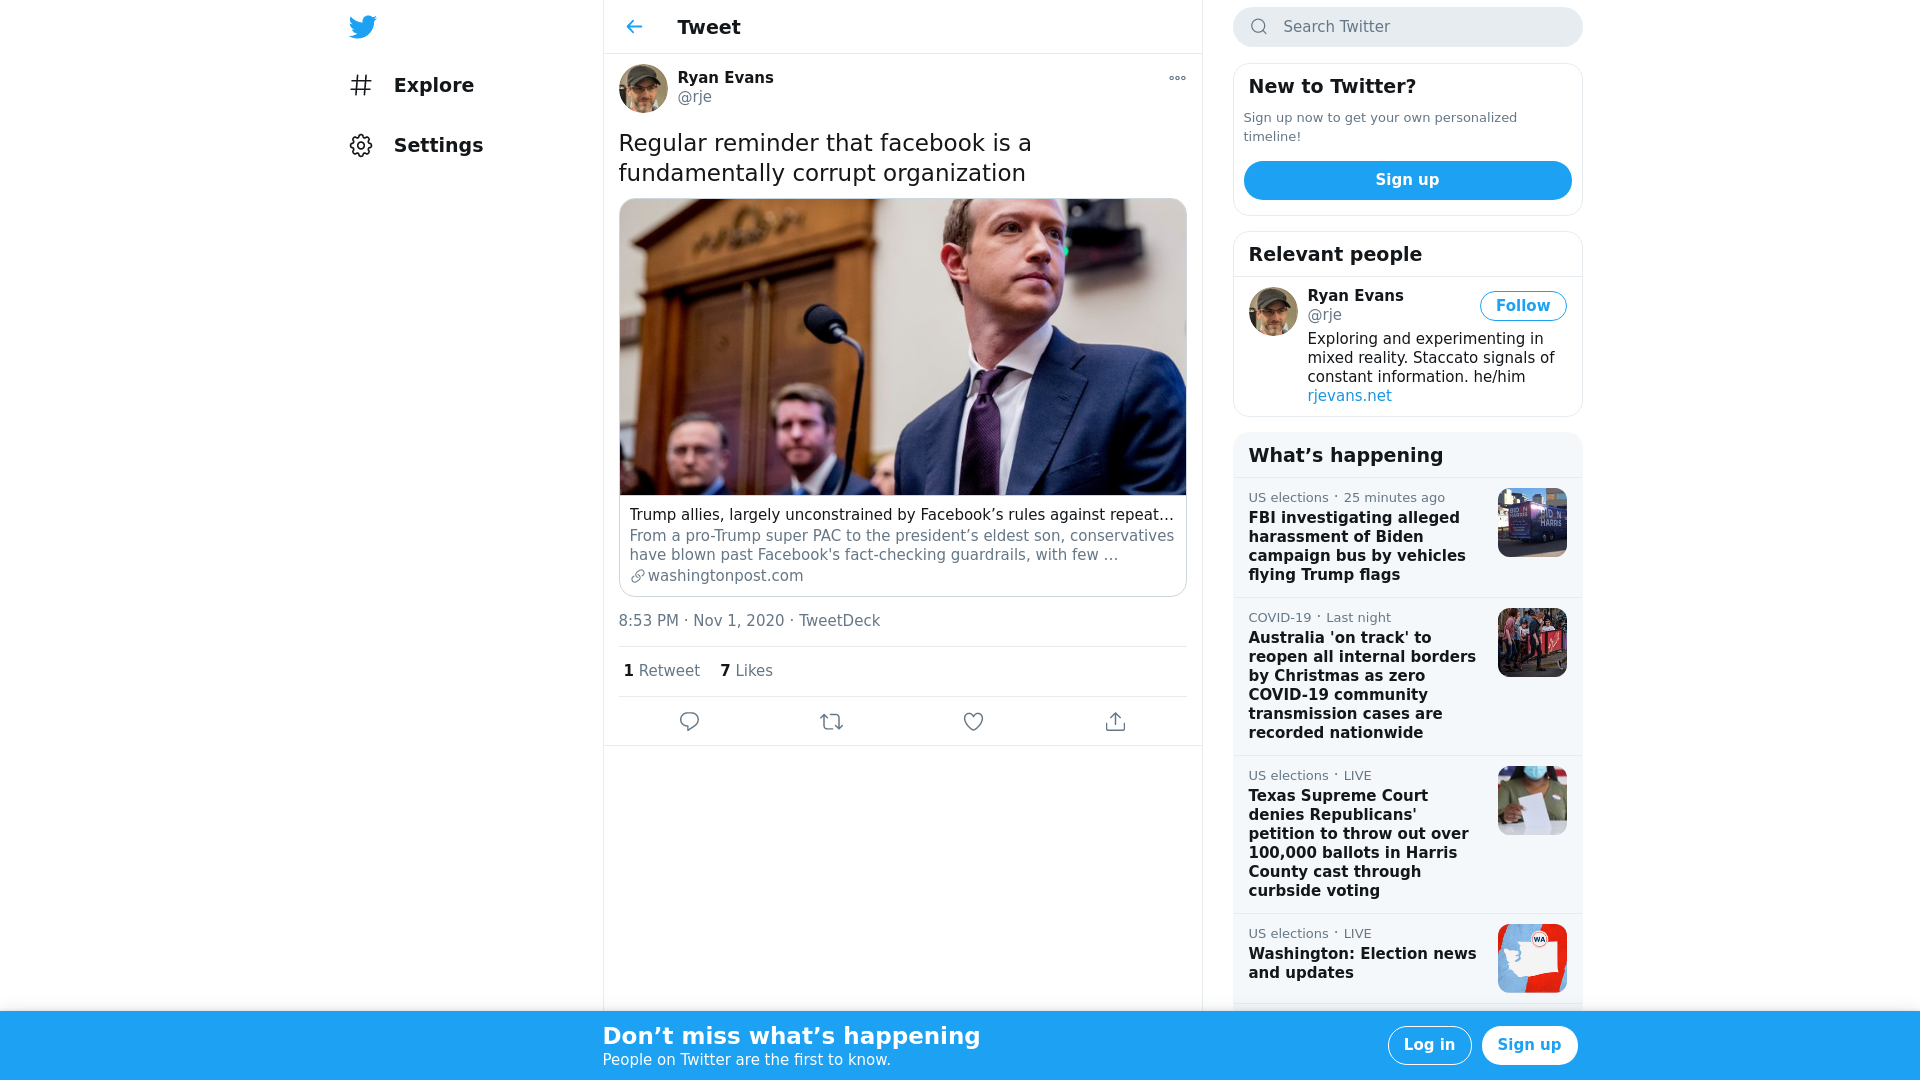 Explore
Settings
Tweet
Ryan Evans
@rje
Regular reminder that facebook is a
fundamentally corrupt organization
Trump allies, largely unconstrained by Facebook’s rules against repeat…
From a pro-Trump super PAC to the president’s eldest son, conservatives
have blown past Facebook's fact-checking guardrails, with few …
washingtonpost.com
8:53 PM · Nov 1, 2020 · TweetDeck
1 Retweet 7 Likes
Search Twitter
New to Twitter?
Sign up now to get your own personalized
timeline!
Sign up
Relevant people
Ryan Evans
@rje
Follow
Exploring and experimenting in
mixed reality. Staccato signals of
constant information. he/him
rjevans.net
What’s happening
US elections · 25 minutes ago
FBI investigating alleged
harassment of Biden
campaign bus by vehicles
flying Trump flags
COVID-19 · Last night
Australia 'on track' to
reopen all internal borders
by Christmas as zero
COVID-19 community
transmission cases are
recorded nationwide
US elections · LIVE
Texas Supreme Court
denies Republicans'
petition to throw out over
100,000 ballots in Harris
County cast through
curbside voting
US elections · LIVE
Washington: Election news
and updates
WA
Don’t miss what’s happening
People on Twitter are the first to know.
Log in
Sign up